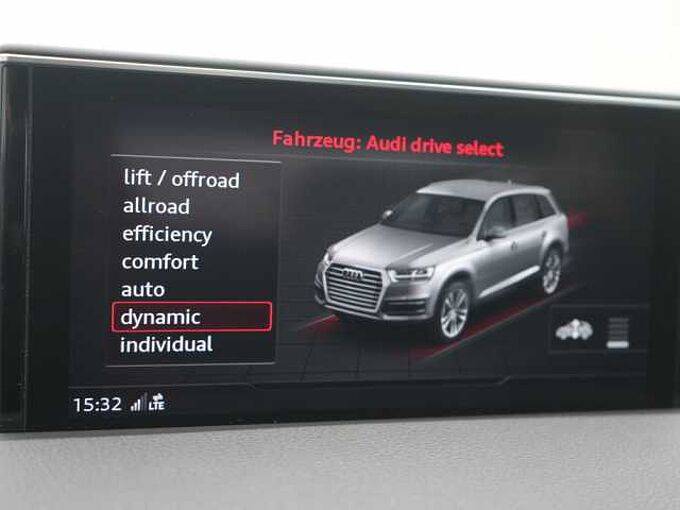 Fahrzeug: Audi drive select
lift / offroad
allroad
efficiency
comfort
auto
dynamic
individual
15:32 LTE